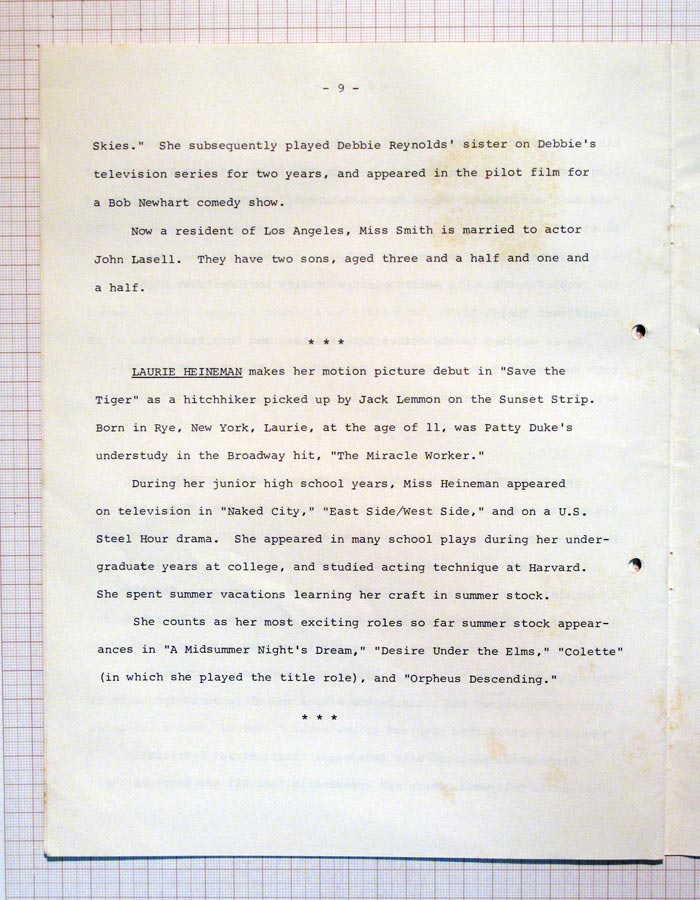 - 9 -
Skies."  She subsequently played Debbie Reynolds' sister on Debbie's
television series for two years, and appeared in the pilot film for
a Bob Newhart comedy show.
Now a resident of Los Angeles, Miss Smith is married to actor
John Lasell.  They have two sons, aged three and a half and one and
a half.
* * *
LAURIE HEINEMAN makes her motion picture debut in "Save the
Tiger" as a hitchhiker picked up by Jack Lemmon on the Sunset Strip.
Born in Rye, New York, Laurie, at the age of 11, was Patty Duke's
understudy in the Broadway hit, "The Miracle Worker."
During her junior high school years, Miss Heineman appeared
on television in "Naked City," "East Side/West Side," and on a U.S.
Steel Hour drama.  She appeared in many school plays during her under-
graduate years at college, and studied acting technique at Harvard.
She spent summer vacations learning her craft in summer stock.
She counts as her most exciting roles so far summer stock appear-
ances in "A Midsummer Night's Dream," "Desire Under the Elms," "Colette"
(in which she played the title role), and "Orpheus Descending."
* * *